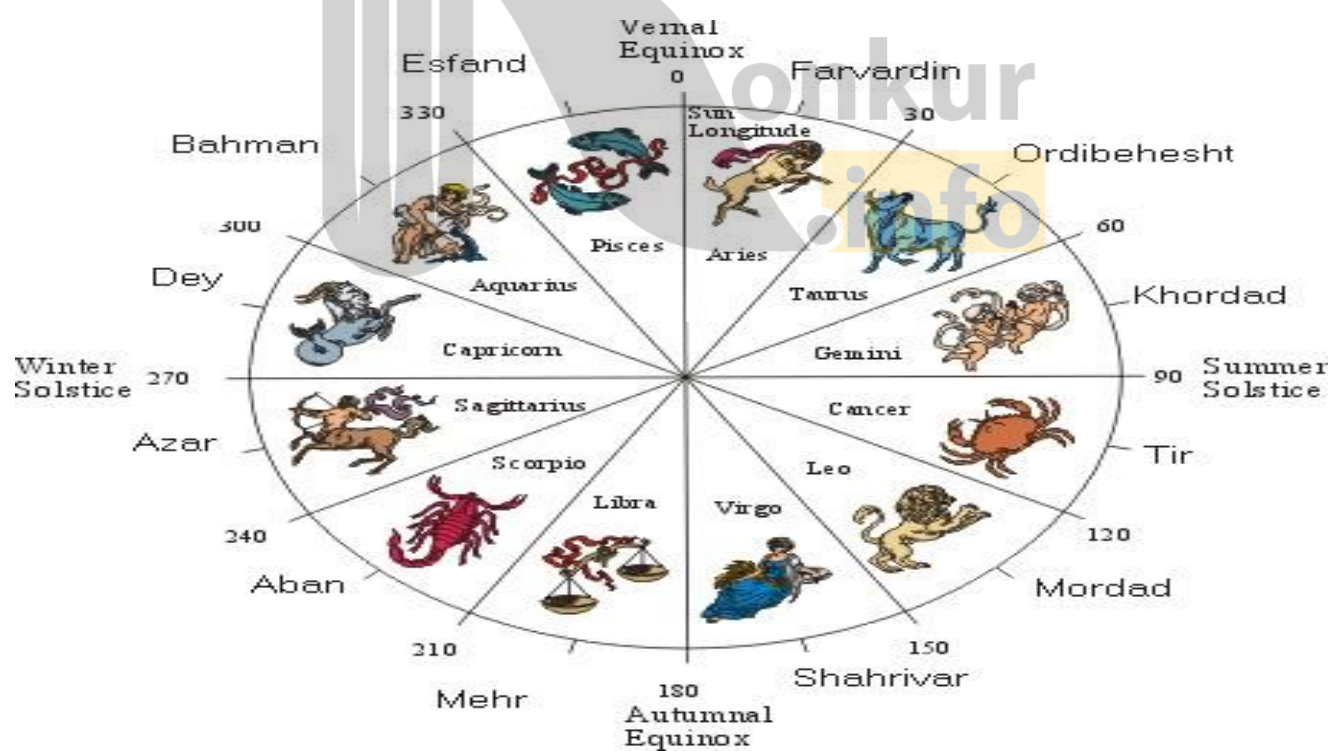 Vernal
Equinox
0
Esfand
Farvardin
onkur
.info
330
Sun
Longitude
30
Bahman
Ordibehesht
300
60
Pisces
Aries
Dey
Aquarius
Taurus
Khordad
Capricorn
Gemini
Winter
Solstice
270
90
Summer
Solstice
Sagittarius
Cancer
Azar
Tir
Scorpio
Leo
Libra
Virgo
240
120
Aban
Mordad
210
150
Mehr
Shahrivar
180
Autumnal
Equinox